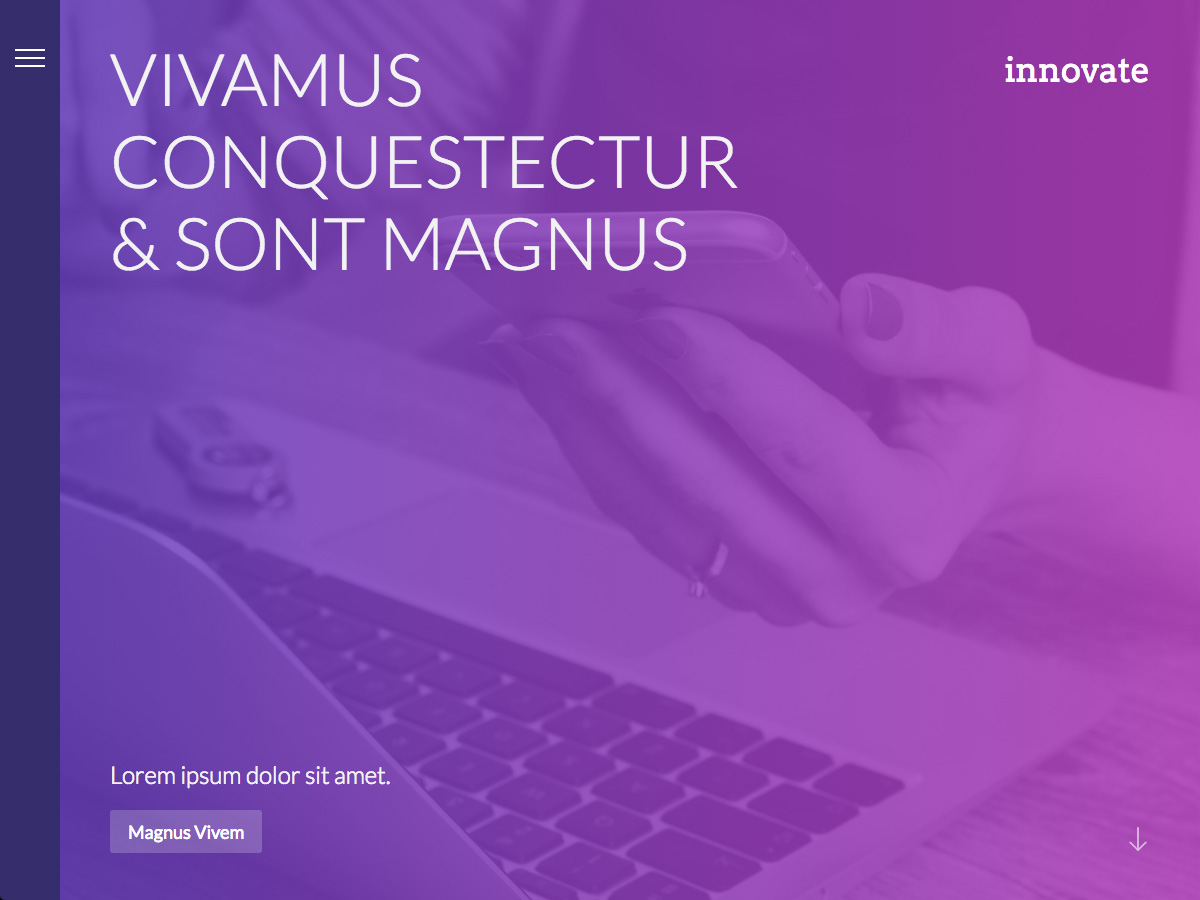 VIVAMUS
CONQUESTECTUR
& SONT MAGNUS
innovate
Lorem ipsum dolor sit amet.
Magnus Vivem